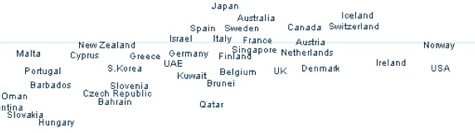 Japan
Iceland
Australia
Spain Sweden Canada Switzerland
Israel Italy France Austria
New Zealand Singapore Norway
Malta Cyprus Greece Germany Finland Netherlands
UAE Ireland
Portugal S.Korea Kuwait Belgium UK Denmark USA
Barbados Slovenia Brunei
Oman Czech Republic
ntina Bahrain Qatar
Slovakia
Hungary